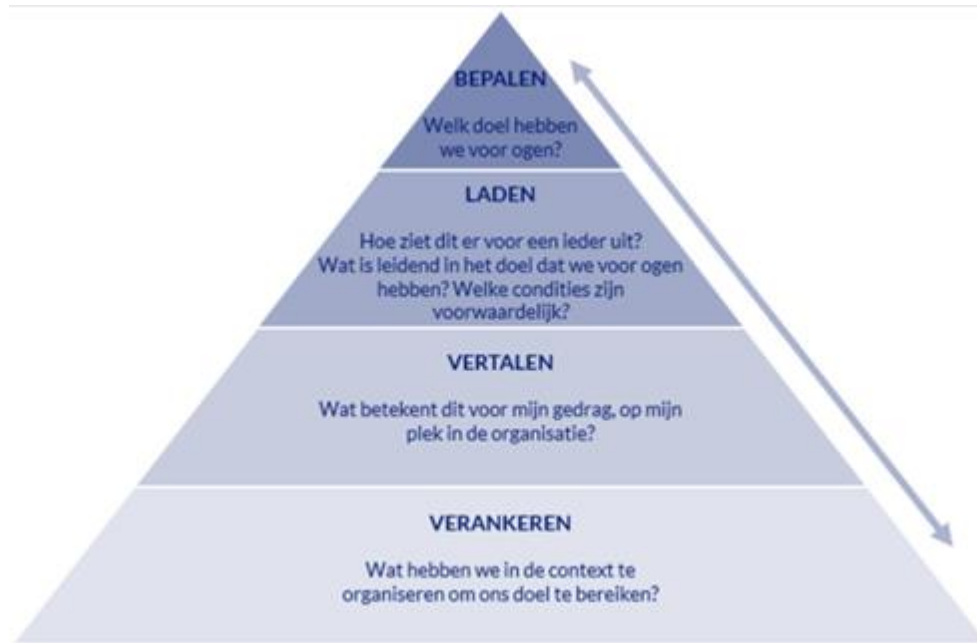 BEPALEN
Welk doel hebben
we voor ogen?
LADEN
Hoe ziet dit er voor een ieder uit?
Wat is leidend in het doel dat we voor ogen
hebben? Welke condities zijn
voorwaardelijk?
VERTALEN
Wat betekent dit voor mijn gedrag, op mijn
plek in de organisatie?
VERANKEREN
Wat hebben we in de context te
organiseren om ons doel te bereiken?